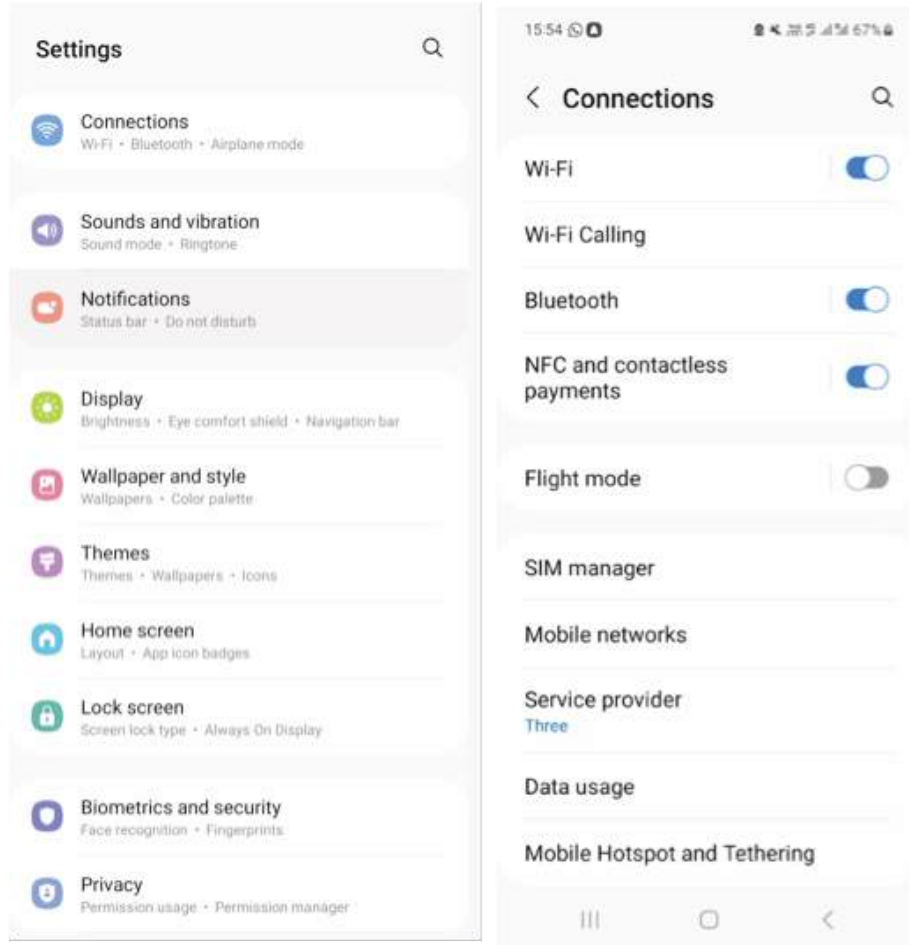 Settings
Connections
Wi-Fi • Bluetooth • Airplane mode
Sounds and vibration
Sound mode • Ringtone
Notifications
Status bar • Do not disturb
Display
Brightness • Eye comfort shield • Navigation bar
Wallpaper and style
Wallpapers • Color palette
Themes
Themes • Wallpapers • Icons
Home screen
Layout • App icon badges
Lock screen
Screen lock type • Always On Display
Biometrics and security
Face recognition • Fingerprints
Privacy
Permission usage • Permission manager
15:54
67%
Connections
Wi-Fi
Wi-Fi Calling
Bluetooth
NFC and contactless
payments
Flight mode
SIM manager
Mobile networks
Service provider
Three
Data usage
Mobile Hotspot and Tethering